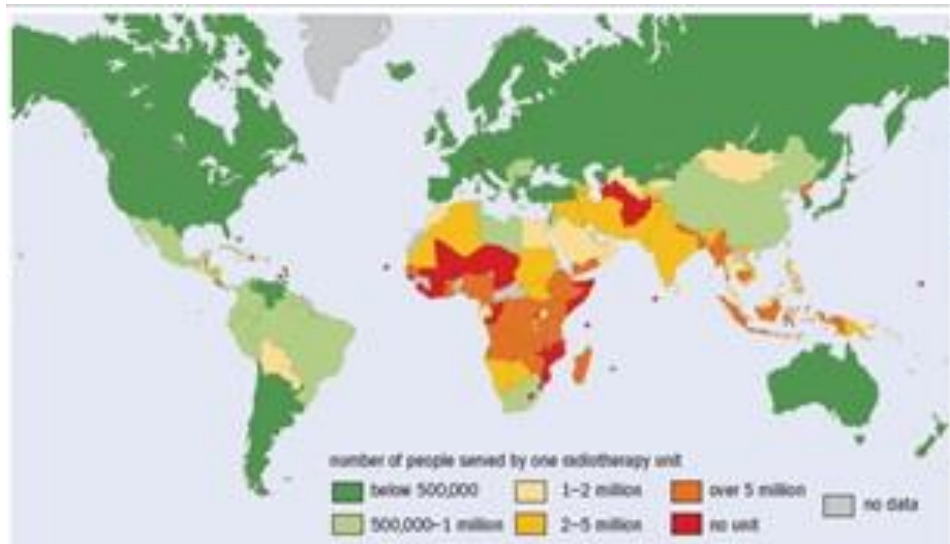 number of people served by one radiotherapy unit
below 500,000
1–2 million
over 5 million
no data
500,000–1 million
2–5 million
no unit